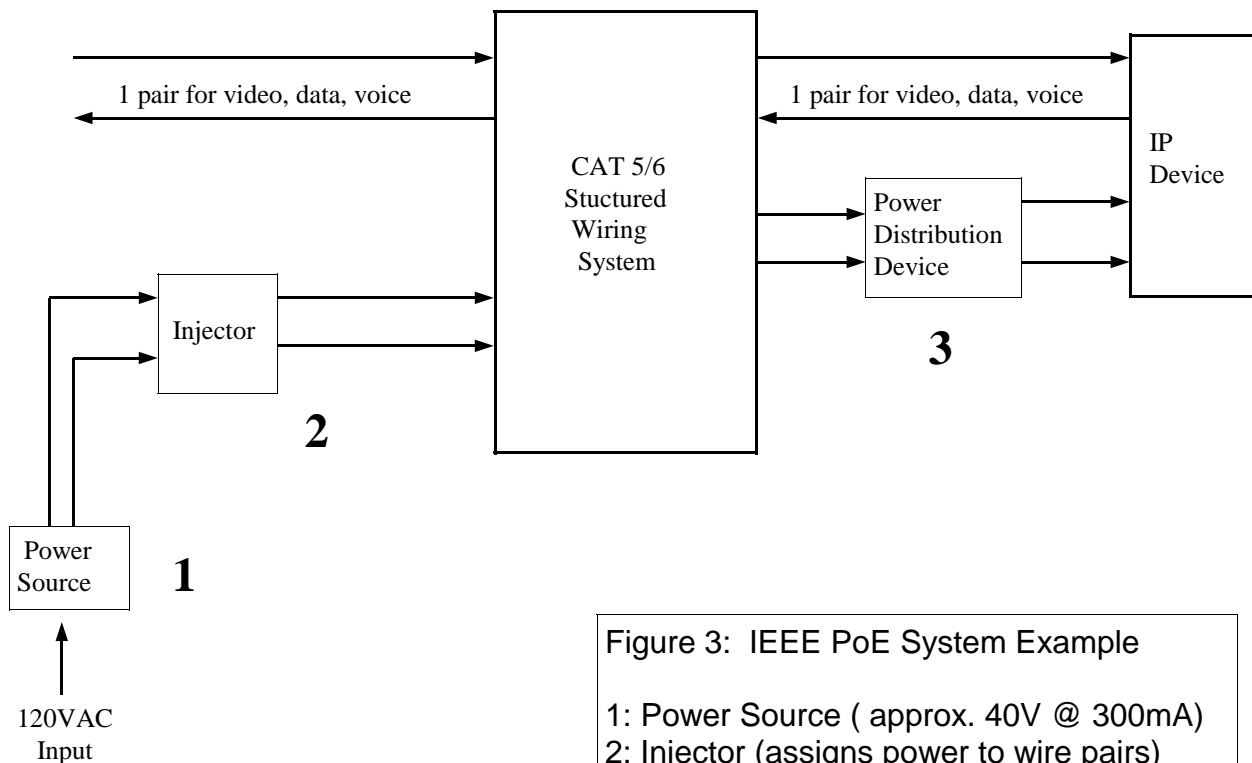 1 pair for video, data, voice
1 pair for video, data, voice
IP
Device
CAT 5/6
Stuctured
Wiring
System
Power
Distribution
Device
Injector
3
2
Power
Source
1
120VAC
Input
Figure 3: IEEE PoE System Example
1: Power Source ( approx. 40V @ 300mA)
2: Injector (assigns power to wire pairs)